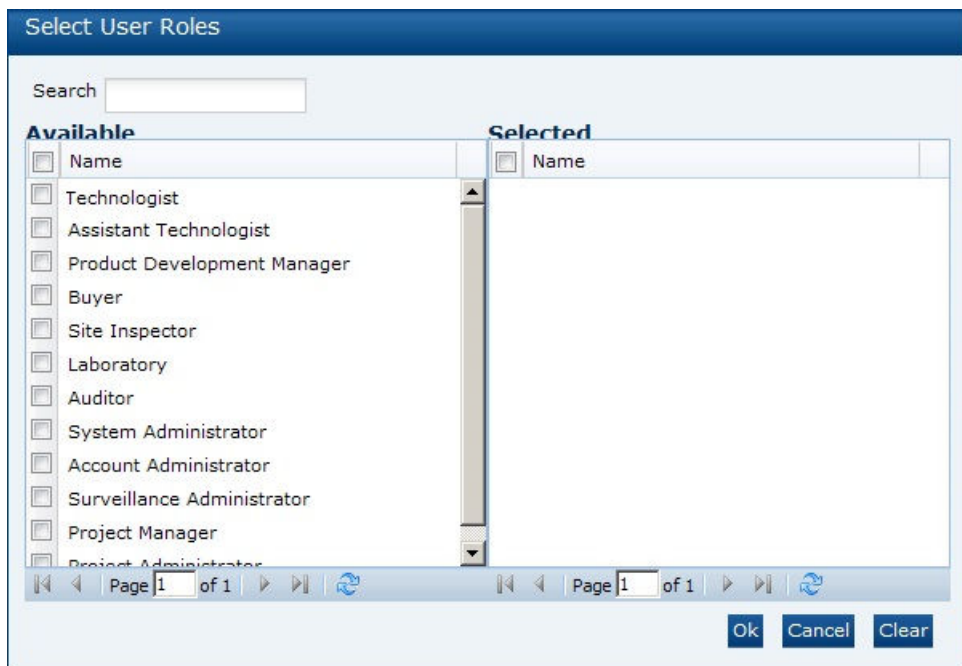 Select User Roles
Search
Available Selected
Name Name
Technologist
Assistant Technologist
Product Development Manager
Buyer
Site Inspector
Laboratory
Auditor
System Administrator
Account Administrator
Surveillance Administrator
Project Manager
Project Administrator
Page 1 of 1 Page 1 of 1
Ok Cancel Clear